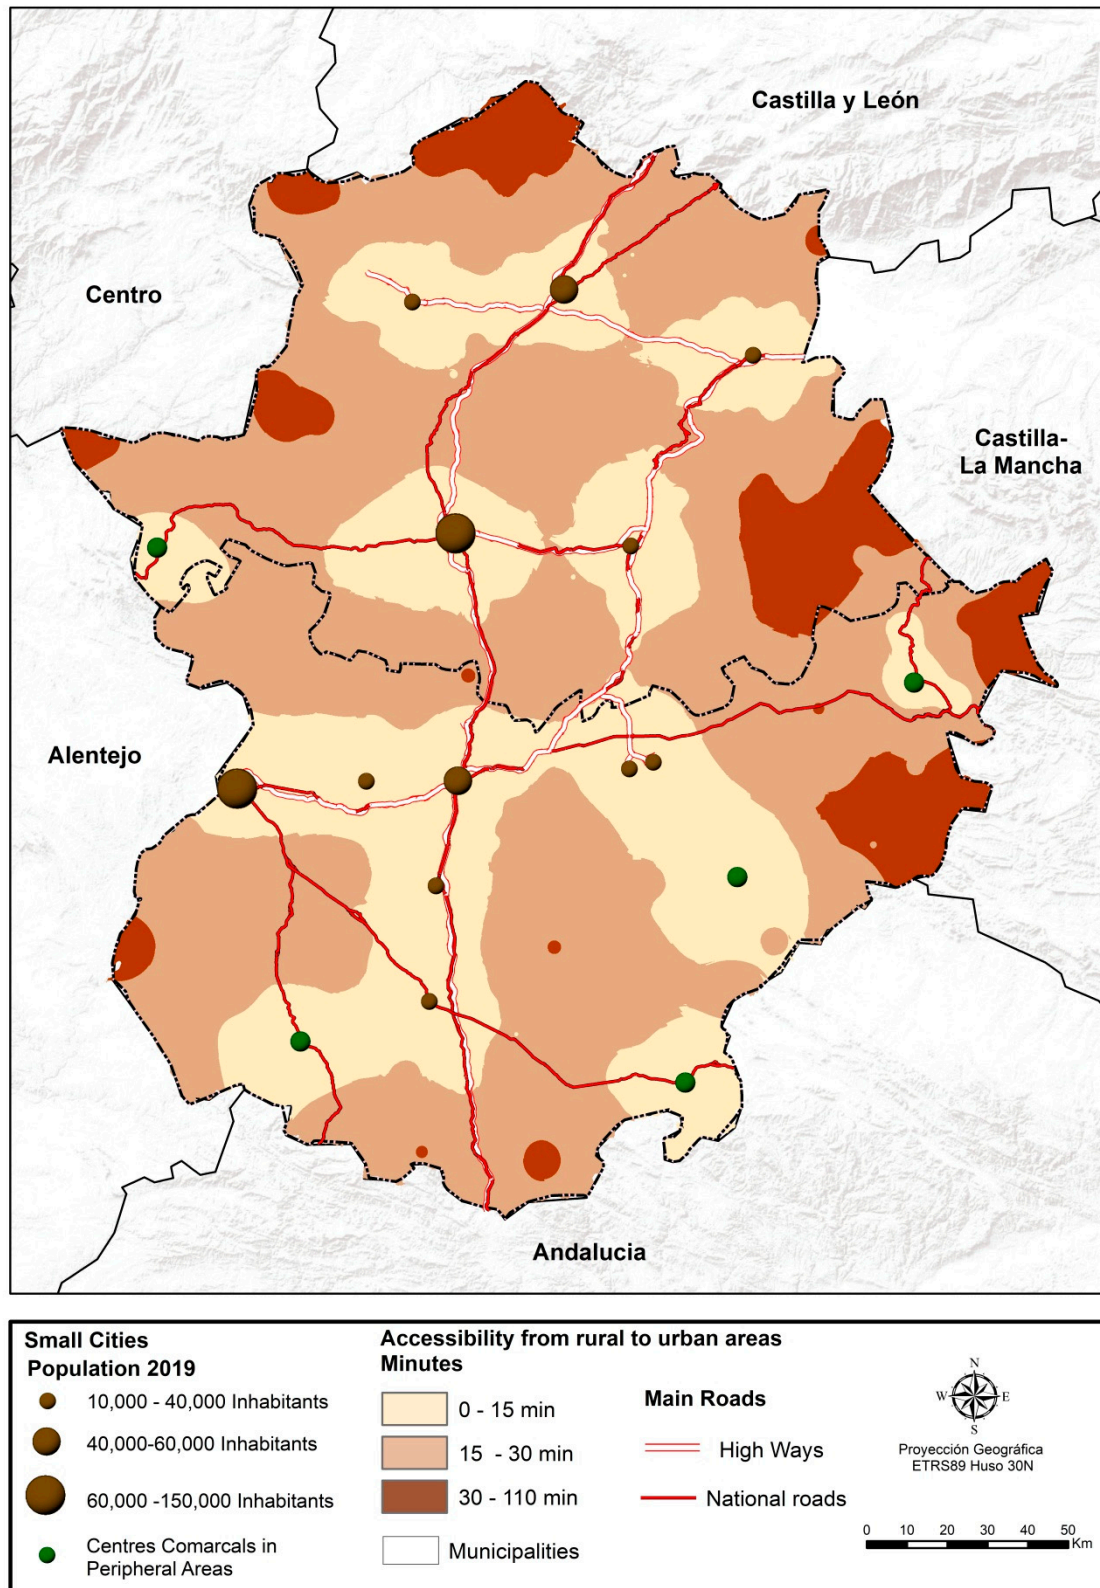 Castilla y León
Centro
Castilla-
La Mancha
Alentejo
Andalucia
Small Cities
Population 2019
10,000 - 40,000 Inhabitants
40,000-60,000 Inhabitants
60,000 -150,000 Inhabitants
Centres Comarcals in
Peripheral Areas
Accessibility from rural to urban areas
Minutes
0 - 15 min
15 - 30 min
30 - 110 min
Municipalities
Main Roads
High Ways
National roads
N
W E
S
Proyección Geográfica
ETRS89 Huso 30N
0 10 20 30 40 50
Km